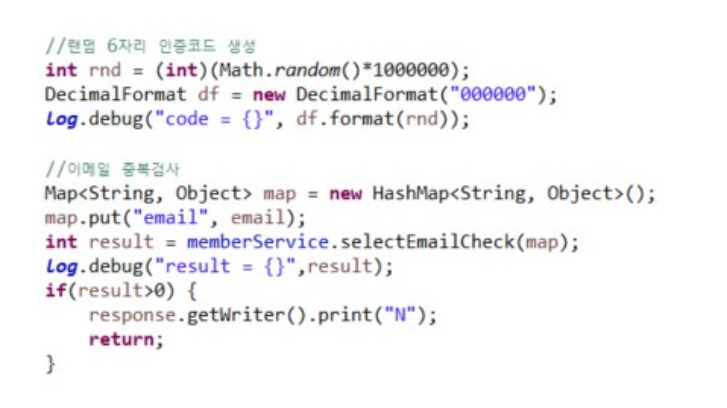 //랜덤 6자리 인증코드 생성
int rnd = (int)(Math.random()*1000000);
DecimalFormat df = new DecimalFormat("000000");
log.debug("code = {}", df.format(rnd));
//이메일 중복검사
Map<String, Object> map = new HashMap<String, Object>();
map.put("email", email);
int result = memberService.selectEmailCheck(map);
log.debug("result = {}",result);
if(result>0) {
    response.getWriter().print("N");
    return;
}